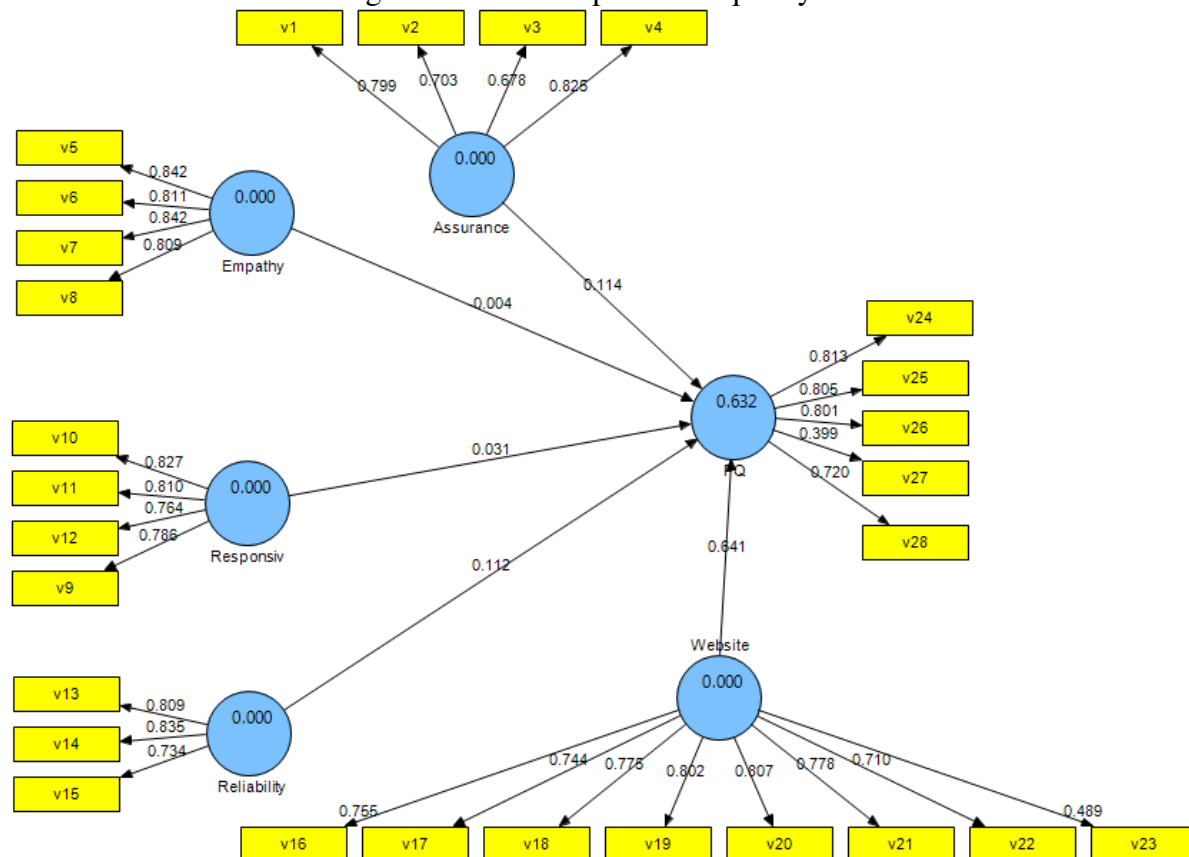 v1
v2
v3
v4
0.799
0.703
0.678
0.825
0.000
Assurance
v5
v6
v7
v8
0.842
0.811
0.842
0.809
0.000
Empathy
0.004
0.114
v24
v25
v26
v27
v28
0.813
0.805
0.801
0.399
0.720
0.632
PQ
v10
v11
v12
v9
0.827
0.810
0.764
0.786
0.000
Responsiv
0.031
0.112
0.641
v13
v14
v15
0.809
0.835
0.734
0.000
Reliability
Website
0.000
0.755
0.744
0.775
0.802
0.807
0.778
0.710
0.489
v16
v17
v18
v19
v20
v21
v22
v23